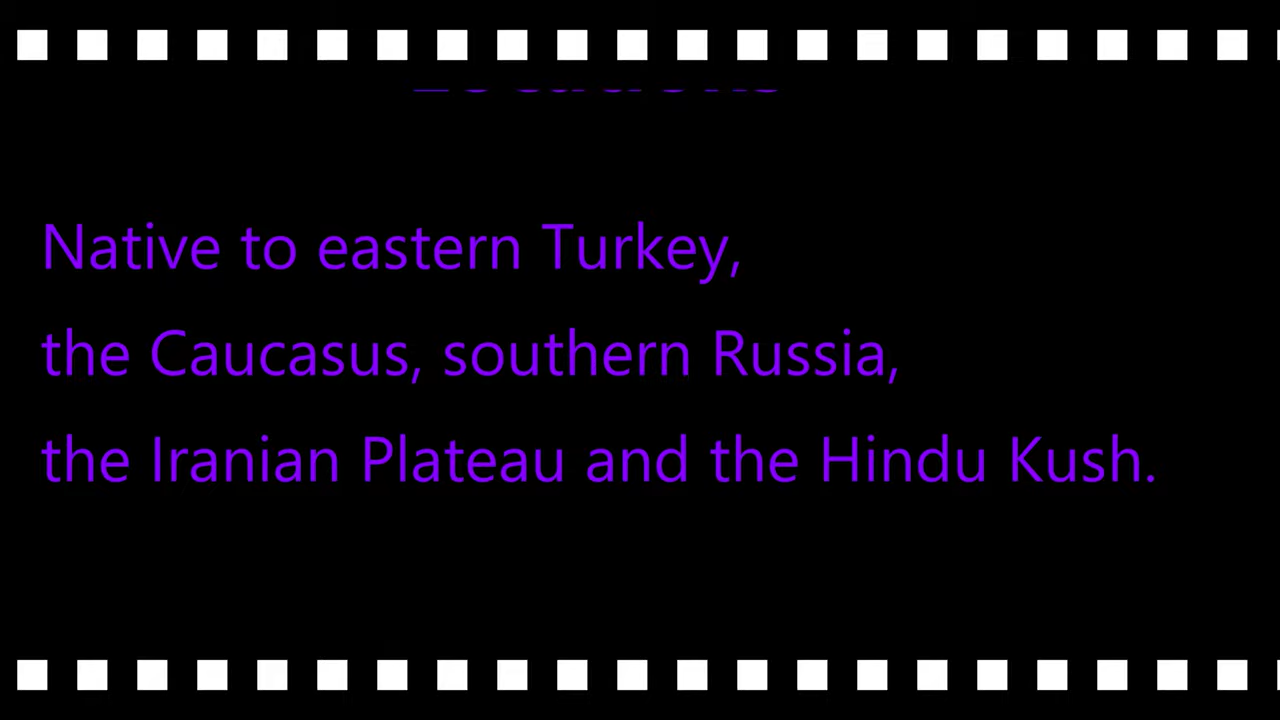 Native to eastern Turkey,
the Caucasus, southern Russia,
the Iranian Plateau and the Hindu Kush.